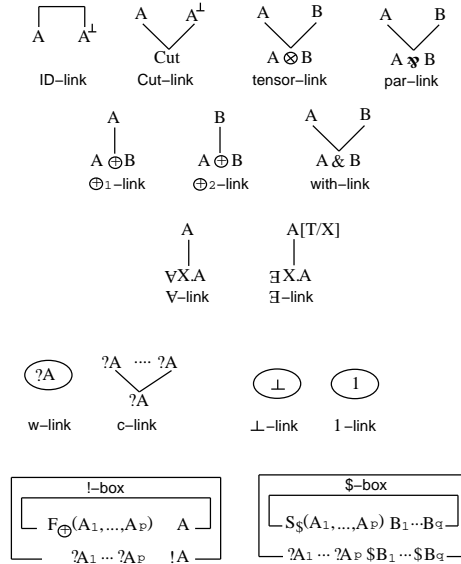 A A⊥
ID–link
A A⊥
Cut
Cut–link
A B
A ⊗ B
tensor–link
A B
A ⅋ B
par–link
A
A ⊕ B
⊕1–link
B
A ⊕ B
⊕2–link
A B
A & B
with–link
A
∀X.A
∀–link
A[T/X]
∃X.A
∃–link
?A
w–link
?A ···· ?A
?A
c–link
⊥
⊥–link
1
1–link
!–box
F⊕(A1,...,Ap) A
?A1 ··· ?Ap !A
$–box
S$(A1,...,Ap) B1···Bq
?A1 ··· ?Ap $B1···$Bq